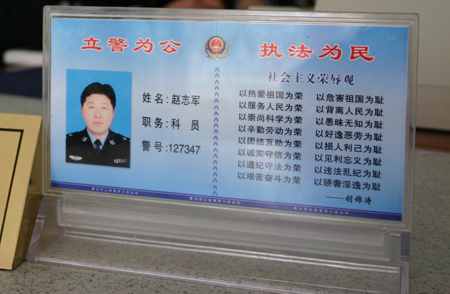 立警为公 执法为民
社会主义荣辱观
姓名:赵志军
职务:科员
警号:127347
以热爱祖国为荣 以危害祖国为耻
以服务人民为荣 以背离人民为耻
以崇尚科学为荣 以愚昧无知为耻
以辛勤劳动为荣 以好逸恶劳为耻
以团结互助为荣 以损人利己为耻
以诚实守信为荣 以见利忘义为耻
以遵纪守法为荣 以违法乱纪为耻
以艰苦奋斗为荣 以骄奢淫逸为耻
——胡锦涛